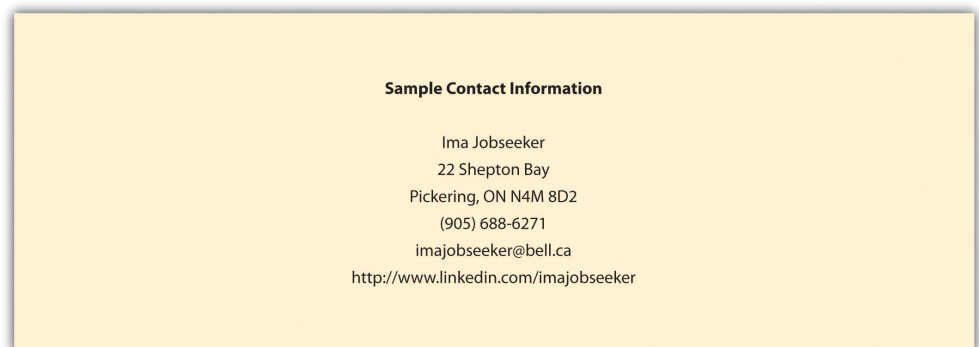 Sample Contact Information
Ima Jobseeker
22 Shepton Bay
Pickering, ON N4M 8D2
(905) 688-6271
imajobseeker@bell.ca
http://www.linkedin.com/imajobseeker